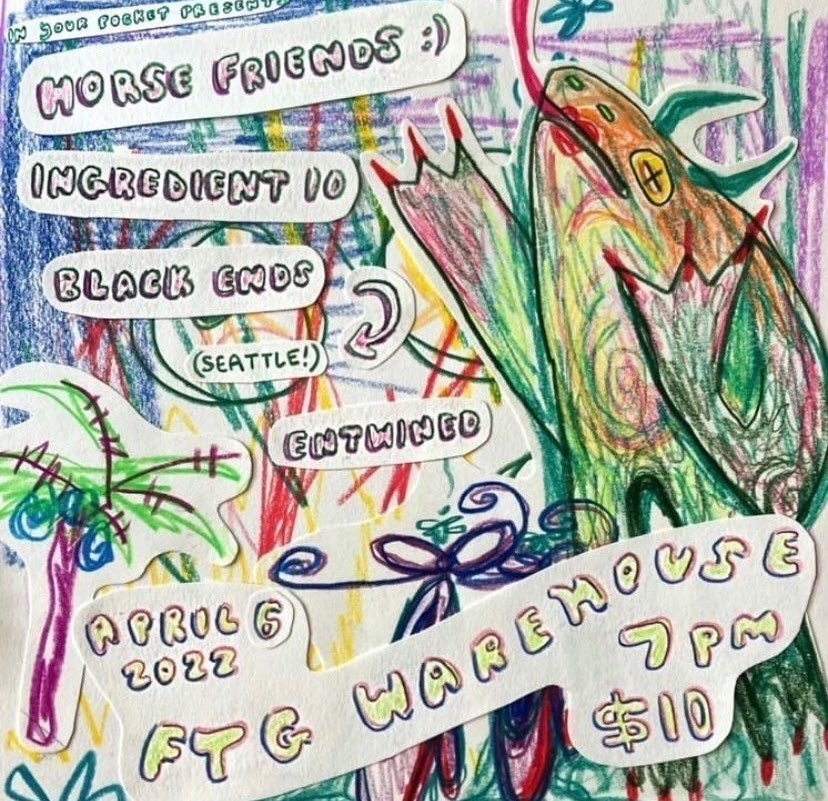 IN YOUR POCKET PRESENTS
HORSE FRIENDS :)
INGREDIENT 10
BLACK ENDS
(SEATTLE!)
ENTWINED
APRIL 6
2022
FTG WAREHOUSE
7PM
$10